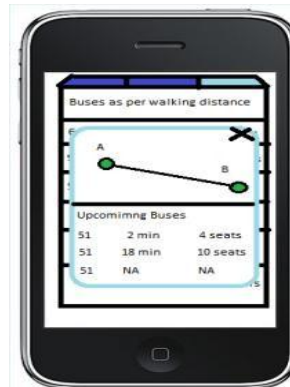 Buses as per walking distance
A
B
Upcomimng Buses
51 2 min 4 seats
51 18 min 10 seats
51 NA NA